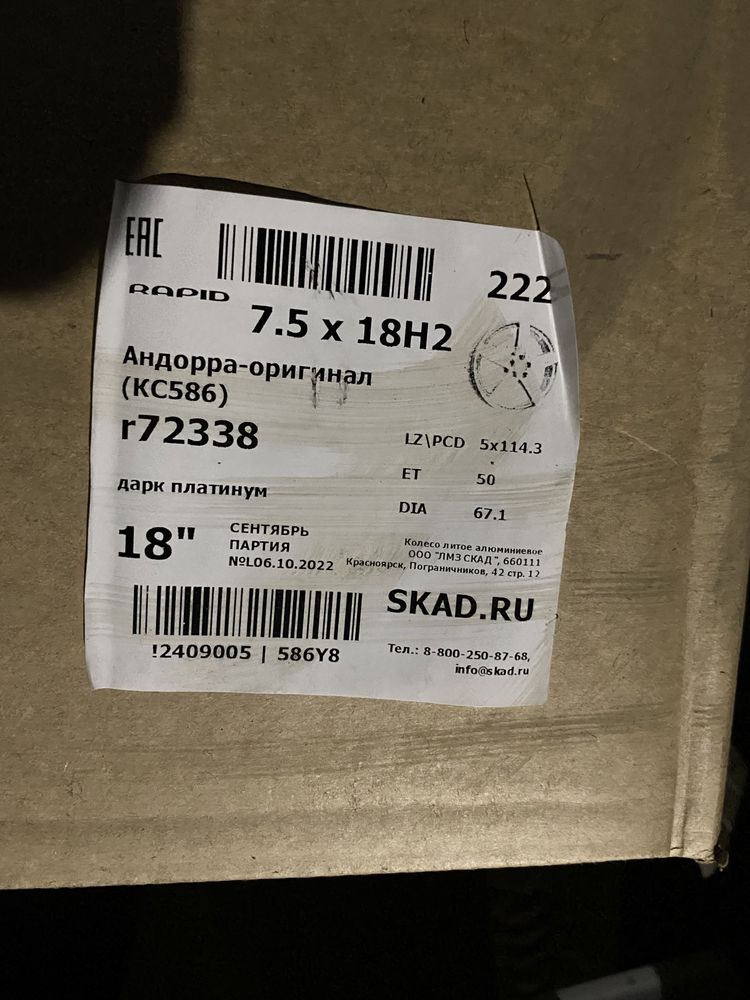 EAC
222
RAPID
7.5 x 18H2
Андорра-оригинал
(КС586)
r72338
LZ\PCD 5x114.3
ET 50
дарк платинум
DIA 67.1
18"
СЕНТЯБРЬ
ПАРТИЯ
№L06.10.2022
Колесо литое алюминиевое
ООО "ЛМЗ СКАД", 660111
Красноярск, Пограничников, 42 стр. 12
SKAD.RU
!2409005 | 586Y8
Тел.: 8-800-250-87-68,
info@skad.ru